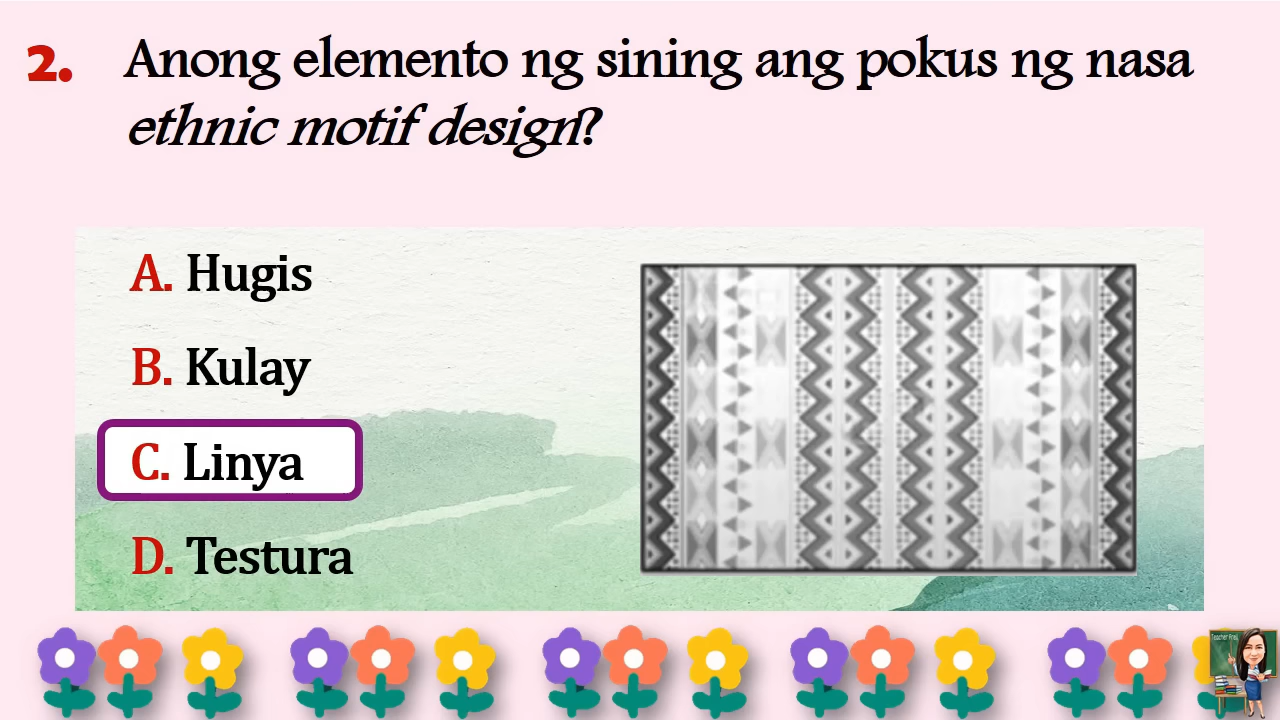 2. Anong elemento ng sining ang pokus ng nasa
ethnic motif design?
A. Hugis
B. Kulay
C. Linya
D. Testura